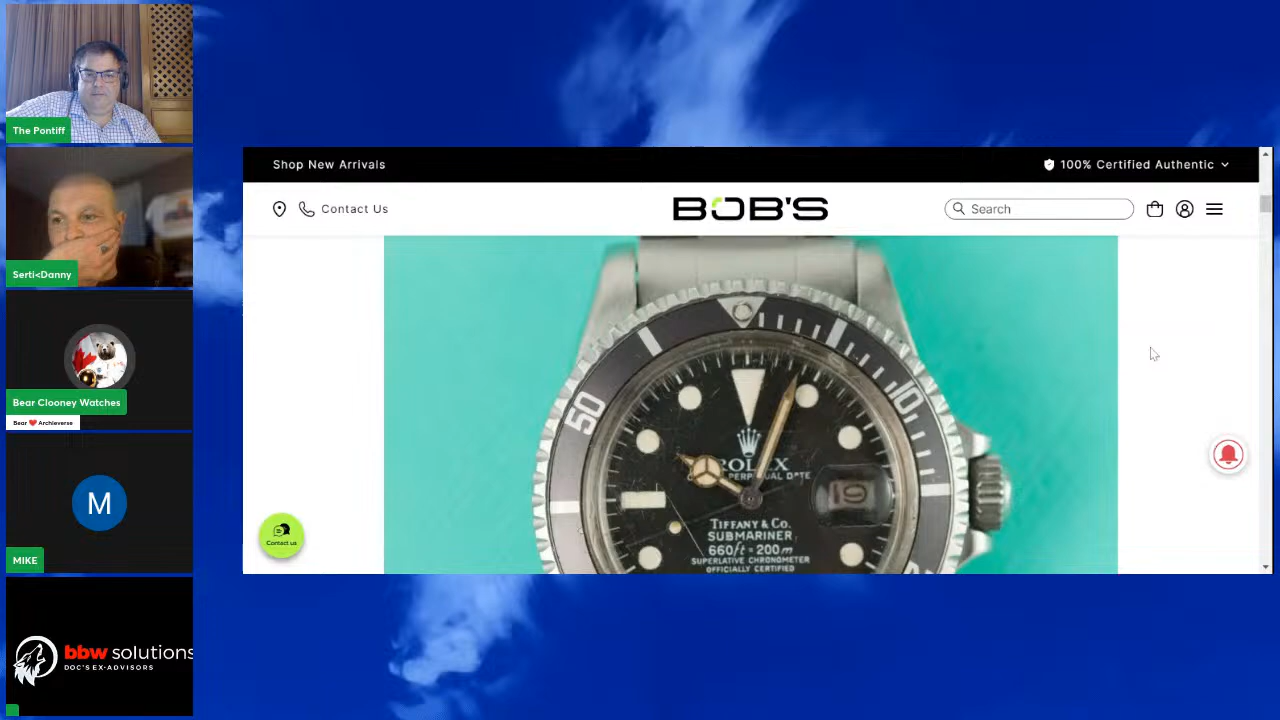 The Pontiff
Serti<Danny
Bear Clooney Watches
Bear ❤️ Archieverse
M
MIKE
bbw solutions
DOC'S EX-ADVISORS
Shop New Arrivals
100% Certified Authentic
Contact Us
BOB'S
Search
50
10
ROLEX
PERPETUAL DATE
10
TIFFANY & CO.
SUBMARINER
660ft = 200m
SUPERLATIVE CHRONOMETER
OFFICIALLY CERTIFIED
Contact us